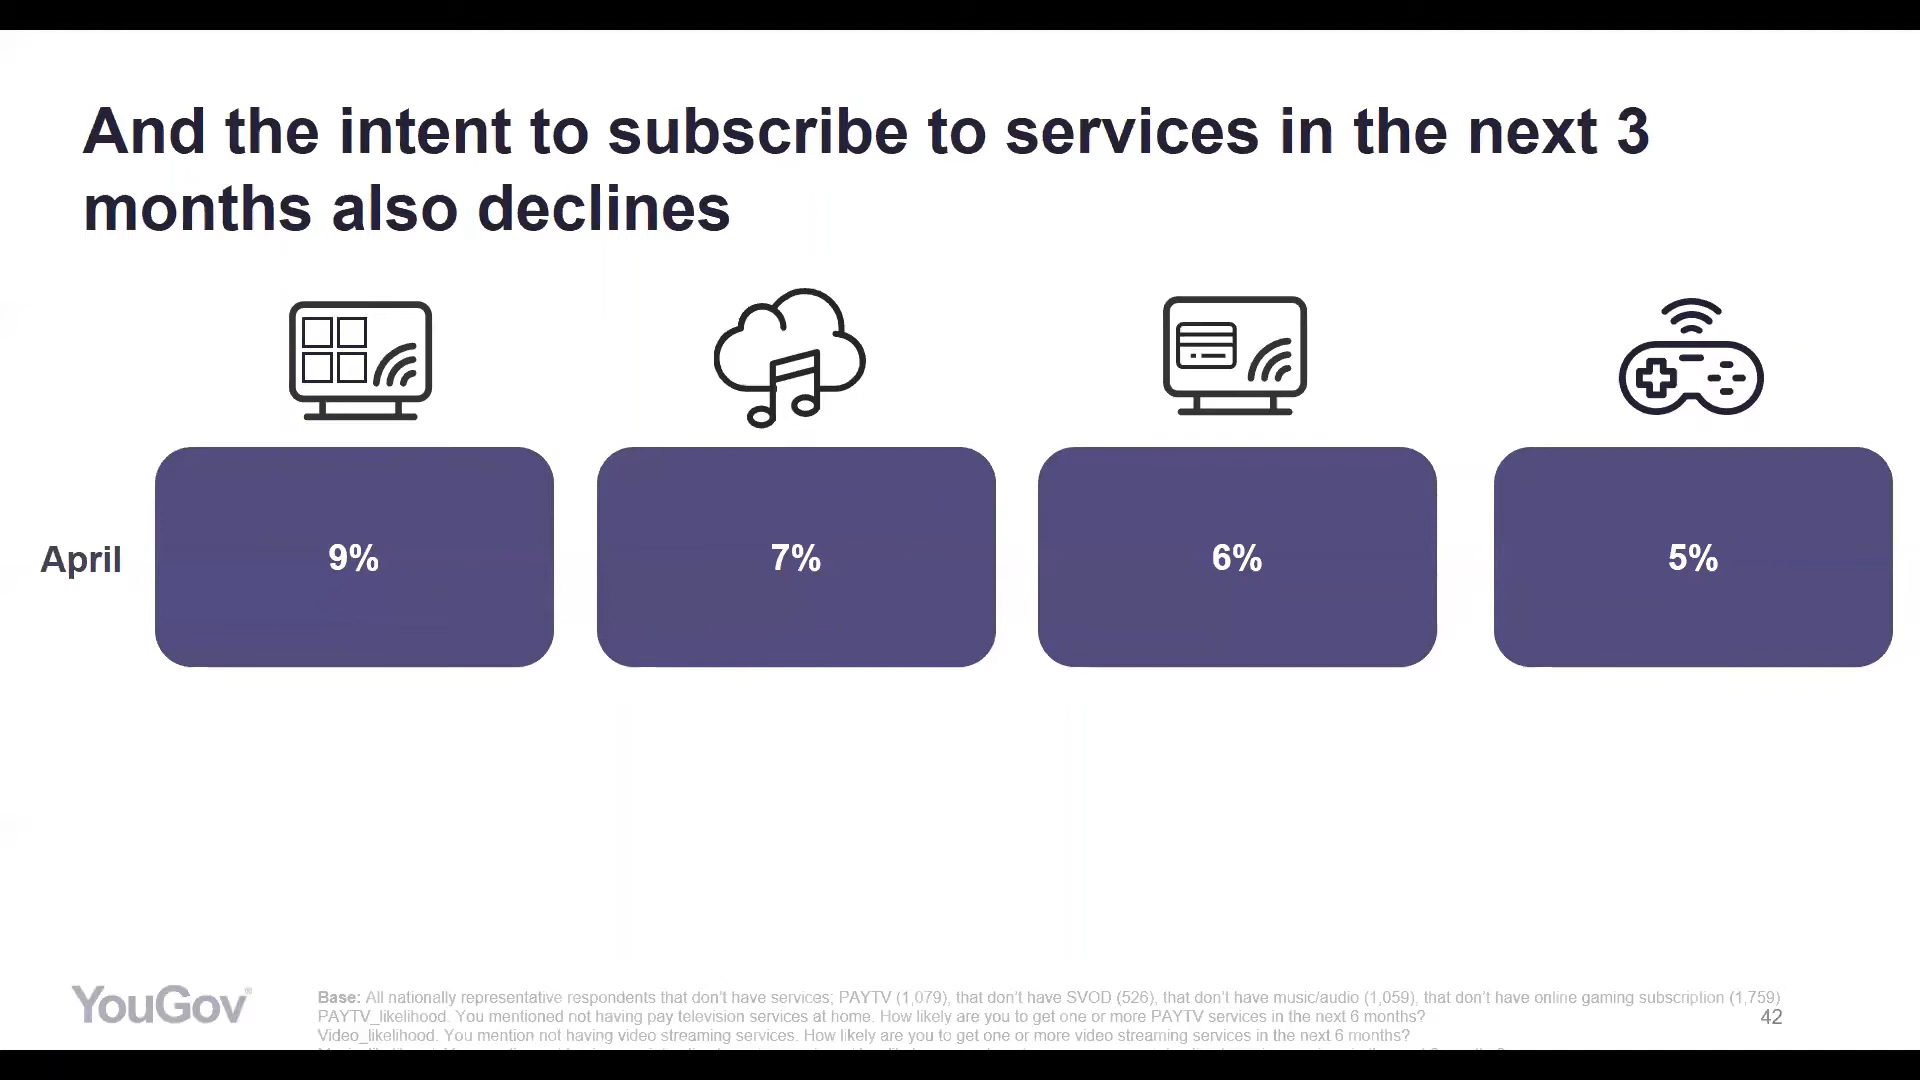 And the intent to subscribe to services in the next 3
months also declines
April
9%
7%
6%
5%
YouGov®
Base: All nationally representative respondents that don't have services; PAYTV (1,079), that don't have SVOD (526), that don't have music/audio (1,059), that don't have online gaming subscription (1,759)
PAYTV_likelihood. You mentioned not having pay television services at home. How likely are you to get one or more PAYTV services in the next 6 months?
Video_likelihood. You mention not having video streaming services. How likely are you to get one or more video streaming services in the next 6 months?
42